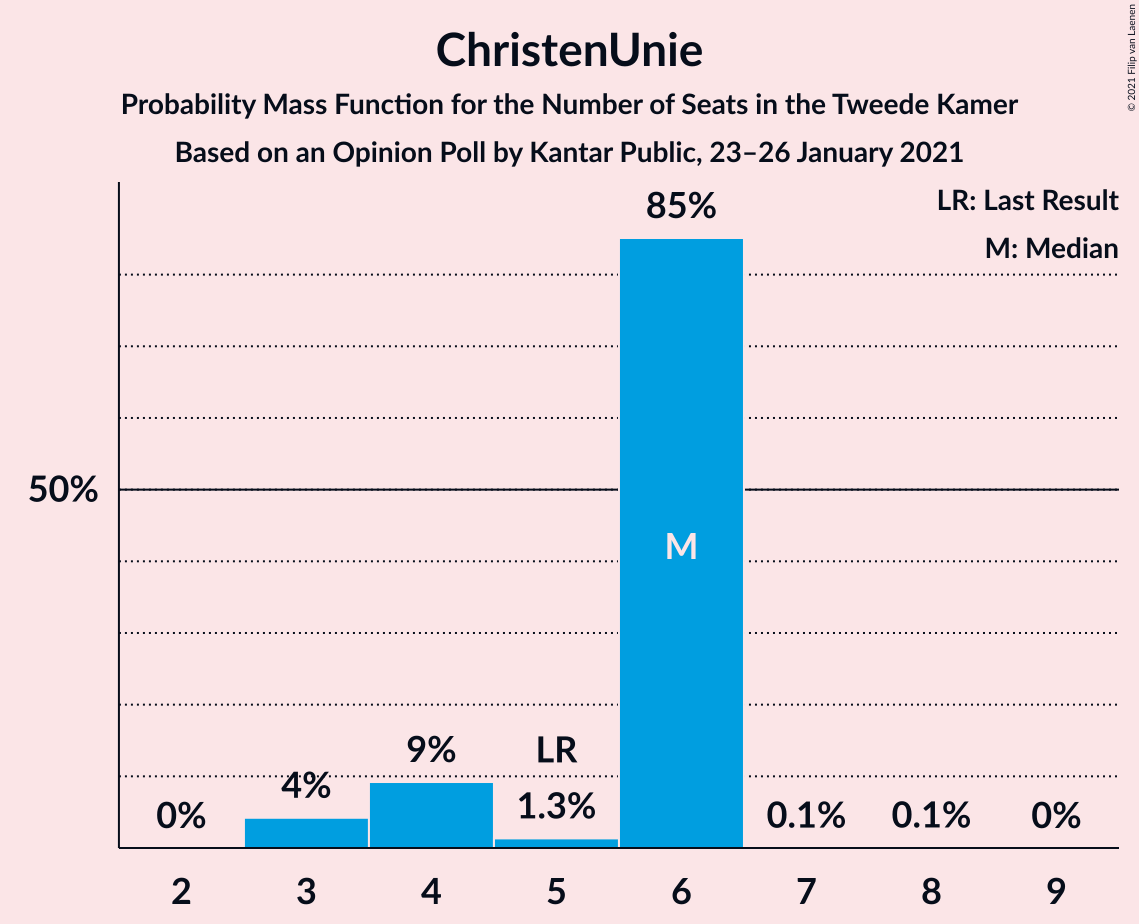 ChristenUnie
Probability Mass Function for the Number of Seats in the Tweede Kamer
Based on an Opinion Poll by Kantar Public, 23–26 January 2021
© 2021 Filip van Laenen
LR: Last Result
M: Median
85%
50%
M
9%
LR
4%
1.3%
0%
0.1%
0.1%
0%
2
3
4
5
6
7
8
9